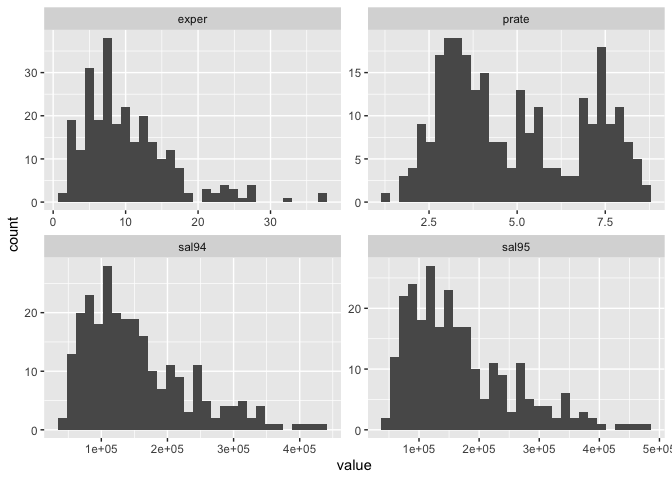 exper
prate
30
20
10
0
0 10 20 30
15
10
5
0
2.5 5.0 7.5
count
sal94
sal95
20
10
0
1e+05 2e+05 3e+05 4e+05
20
10
0
1e+05 2e+05 3e+05 4e+05 5e+0
value